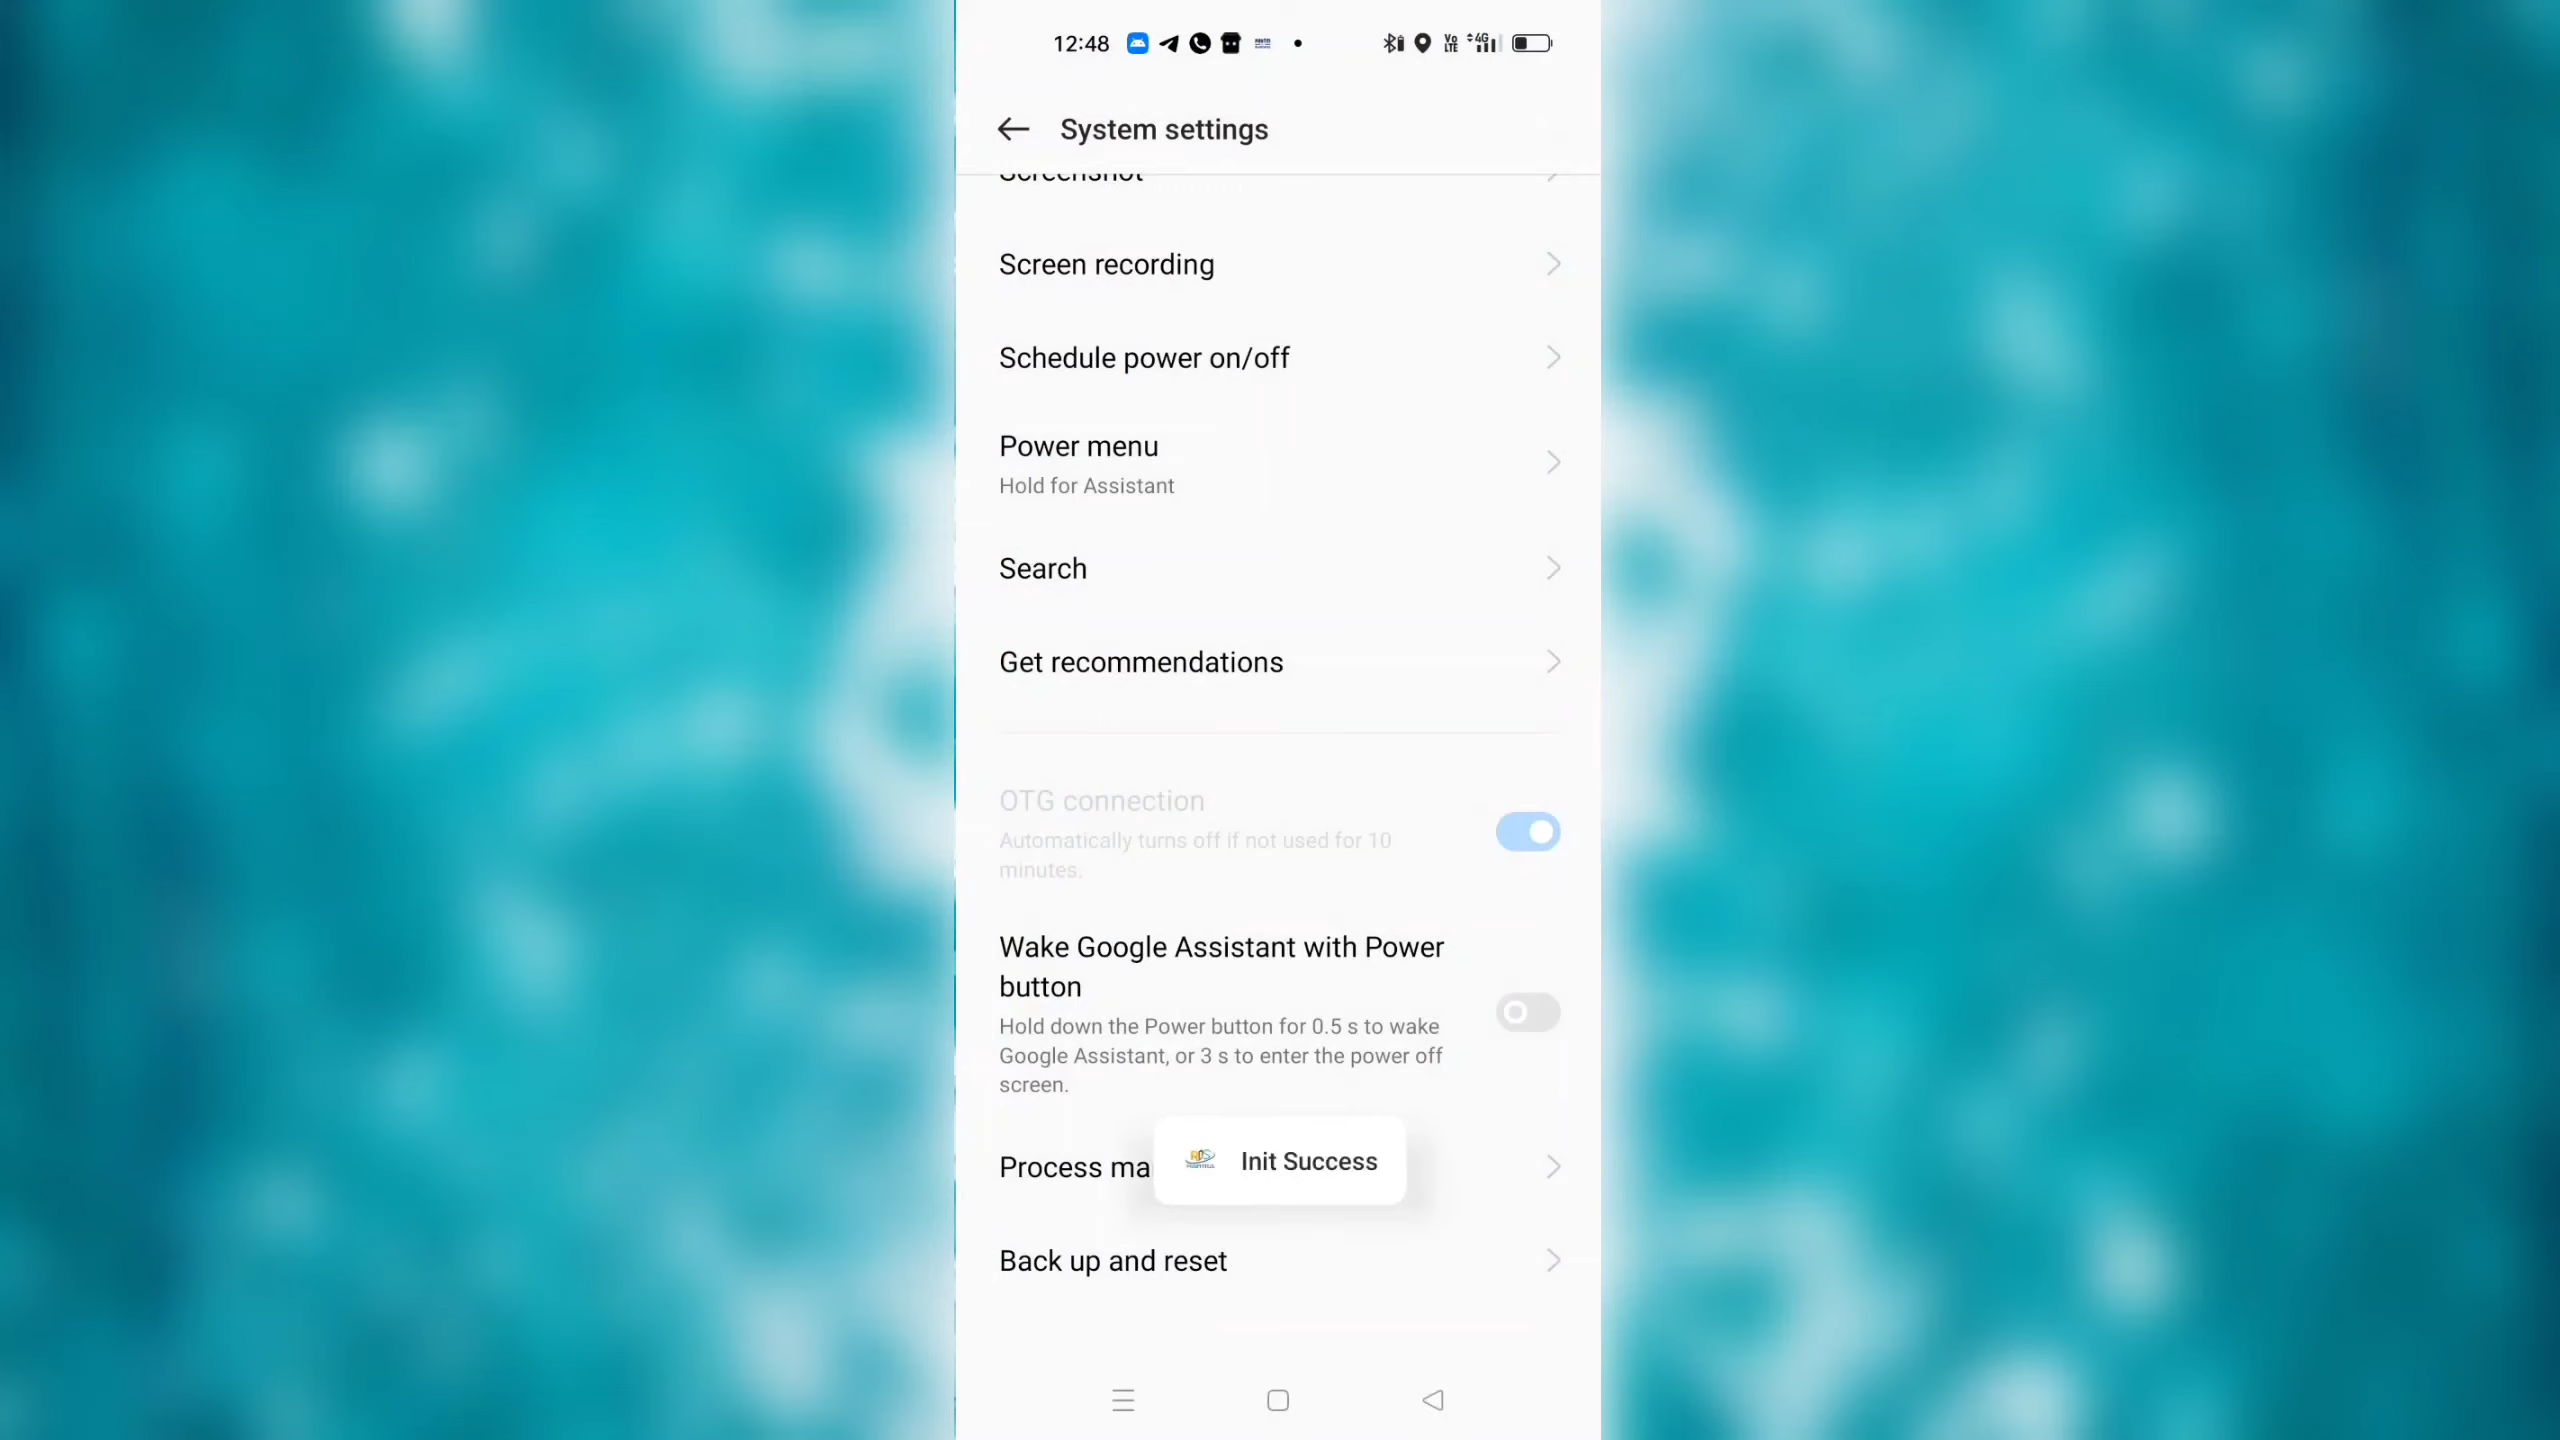 12:48
System settings
Screenshot
Screen recording
Schedule power on/off
Power menu
Hold for Assistant
Search
Get recommendations
OTG connection
Automatically turns off if not used for 10
minutes.
Wake Google Assistant with Power
button
Hold down the Power button for 0.5 s to wake
Google Assistant, or 3 s to enter the power off
screen.
Process ma
RDS Init Success
Back up and reset